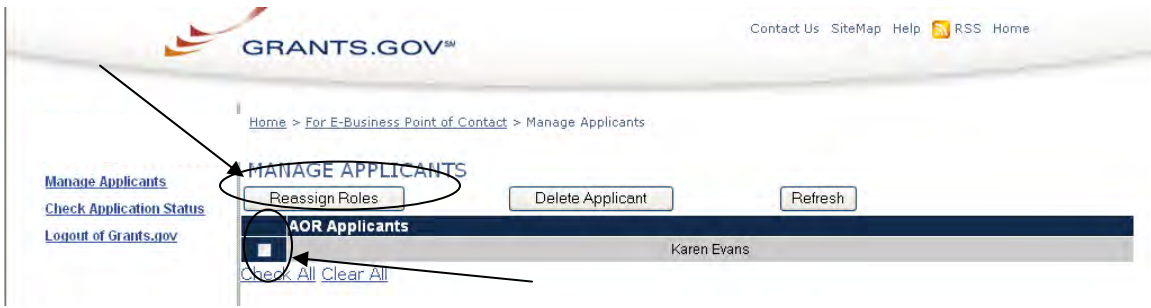 Contact Us SiteMap Help RSS Home
GRANTS.GOV℠
Home > For E-Business Point of Contact > Manage Applicants
MANAGE APPLICANTS
Manage Applicants
Check Application Status
Logout of Grants.gov
Reassign Roles Delete Applicant Refresh
AOR Applicants
Karen Evans
Check All Clear All